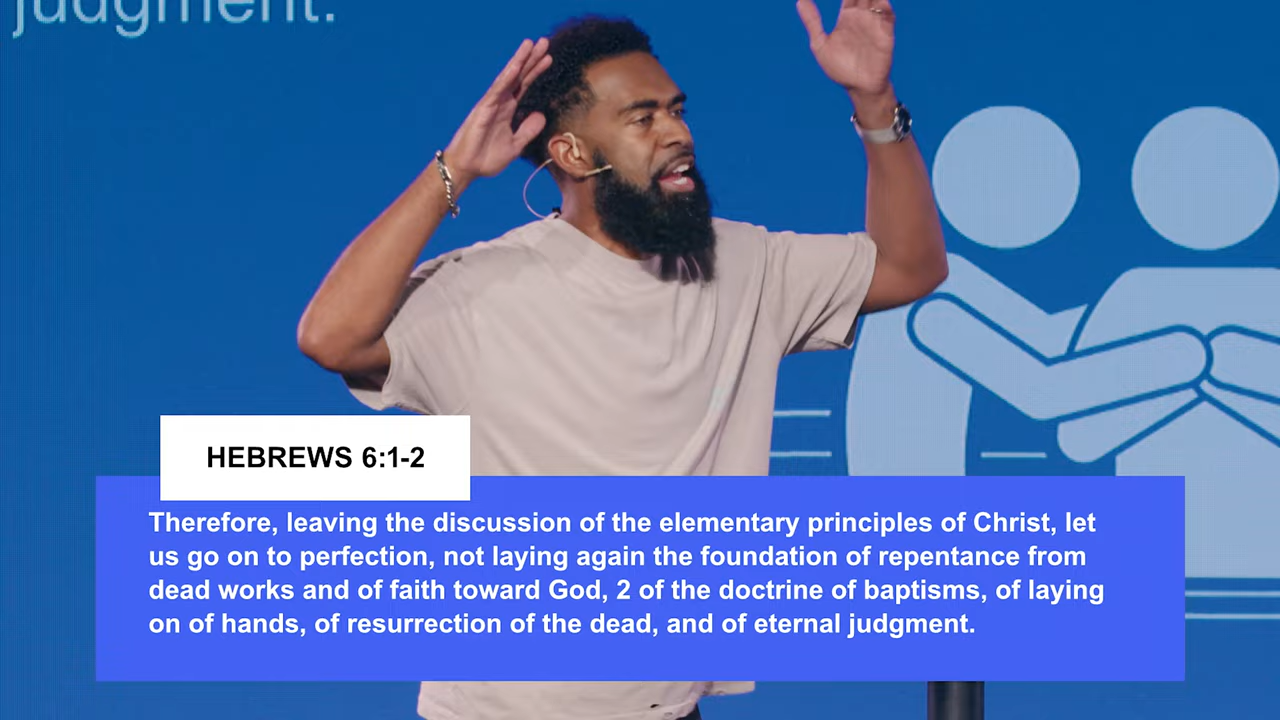 judgment.
HEBREWS 6:1-2
Therefore, leaving the discussion of the elementary principles of Christ, let
us go on to perfection, not laying again the foundation of repentance from
dead works and of faith toward God, 2 of the doctrine of baptisms, of laying
on of hands, of resurrection of the dead, and of eternal judgment.